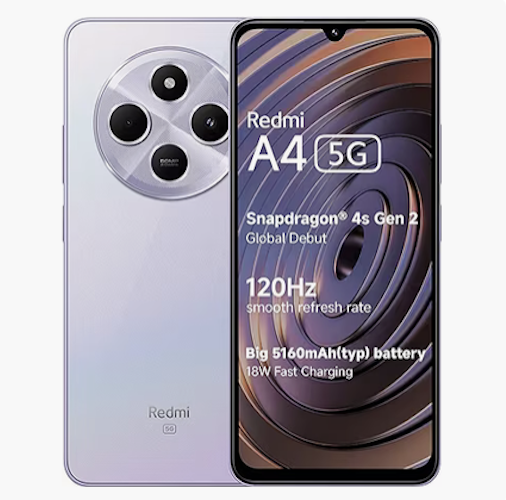 Redmi
A4 5G
Snapdragon® 4s Gen 2
Global Debut
120Hz
smooth refresh rate
Big 5160mAh(typ) battery
18W Fast Charging
Redmi
5G